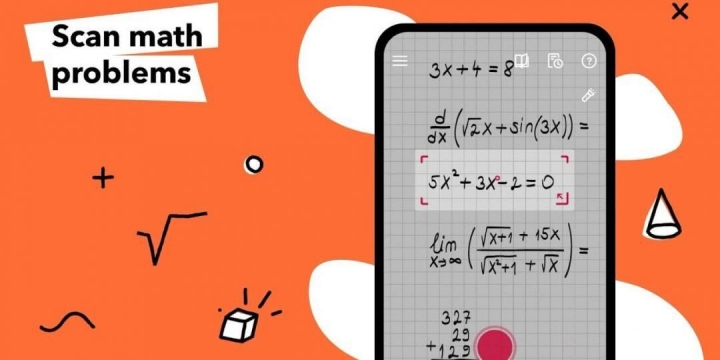 Scan math
problems
3x+4=8
d/dx (√2x+sin(3x)) =
5x²+3x-2=0
lim x→∞ ((√x+1 + 15x)/(√x²+1 + √x)) =
327
29
+129